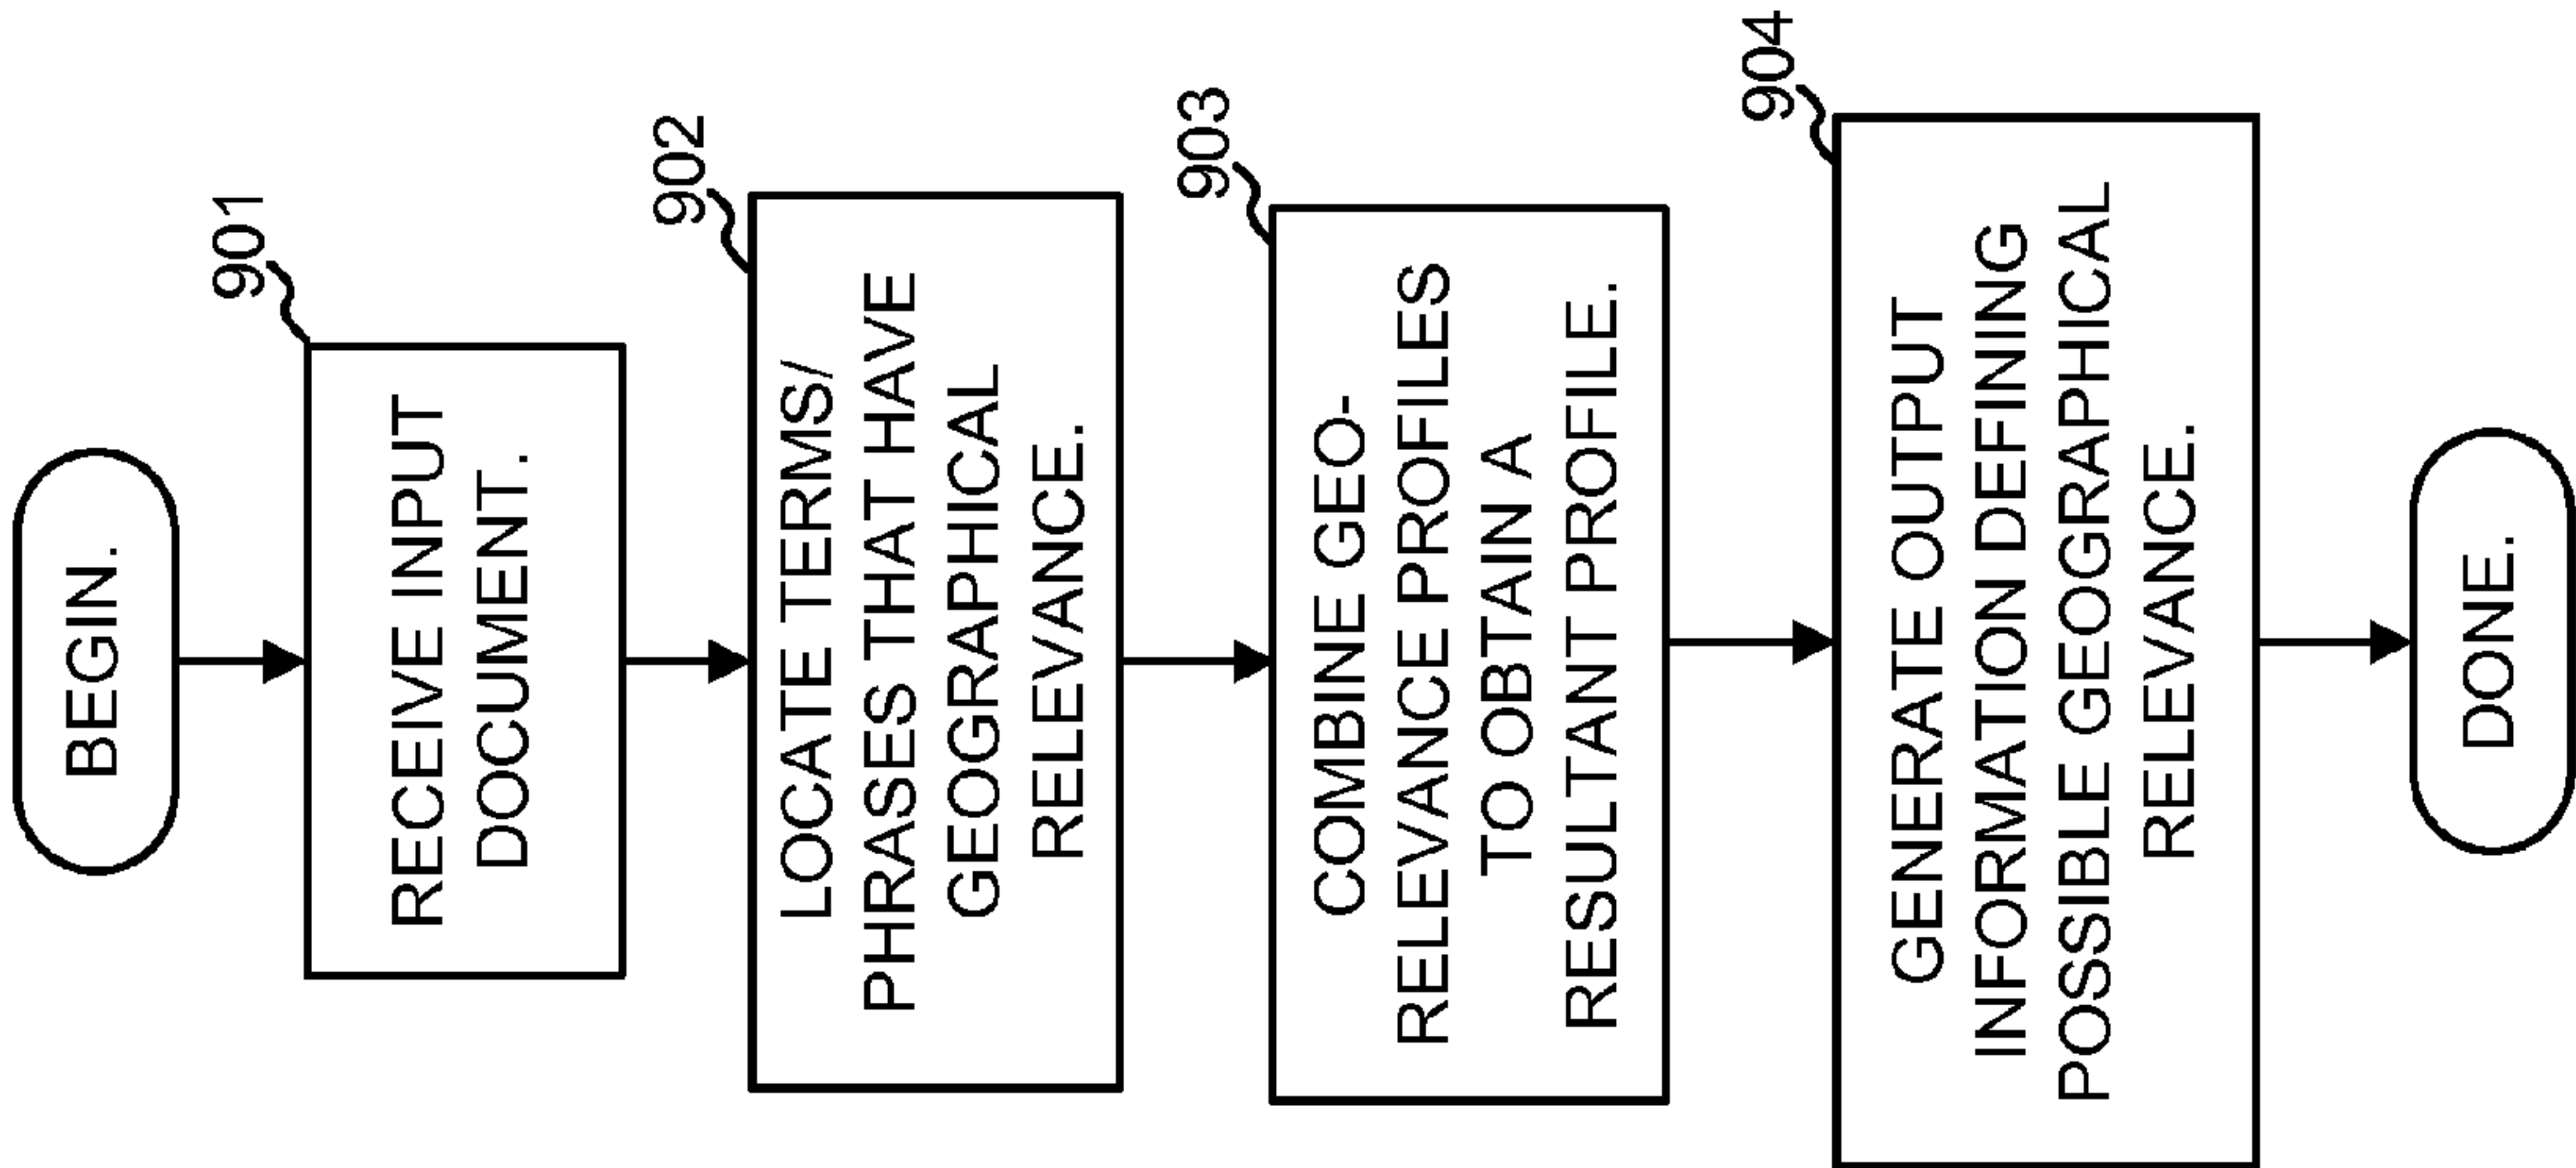 BEGIN.
901
RECEIVE INPUT
DOCUMENT.
902
LOCATE TERMS/
PHRASES THAT HAVE
GEOGRAPHICAL
RELEVANCE.
903
COMBINE GEO-
RELEVANCE PROFILES
TO OBTAIN A
RESULTANT PROFILE.
904
GENERATE OUTPUT
INFORMATION DEFINING
POSSIBLE GEOGRAPHICAL
RELEVANCE.
DONE.